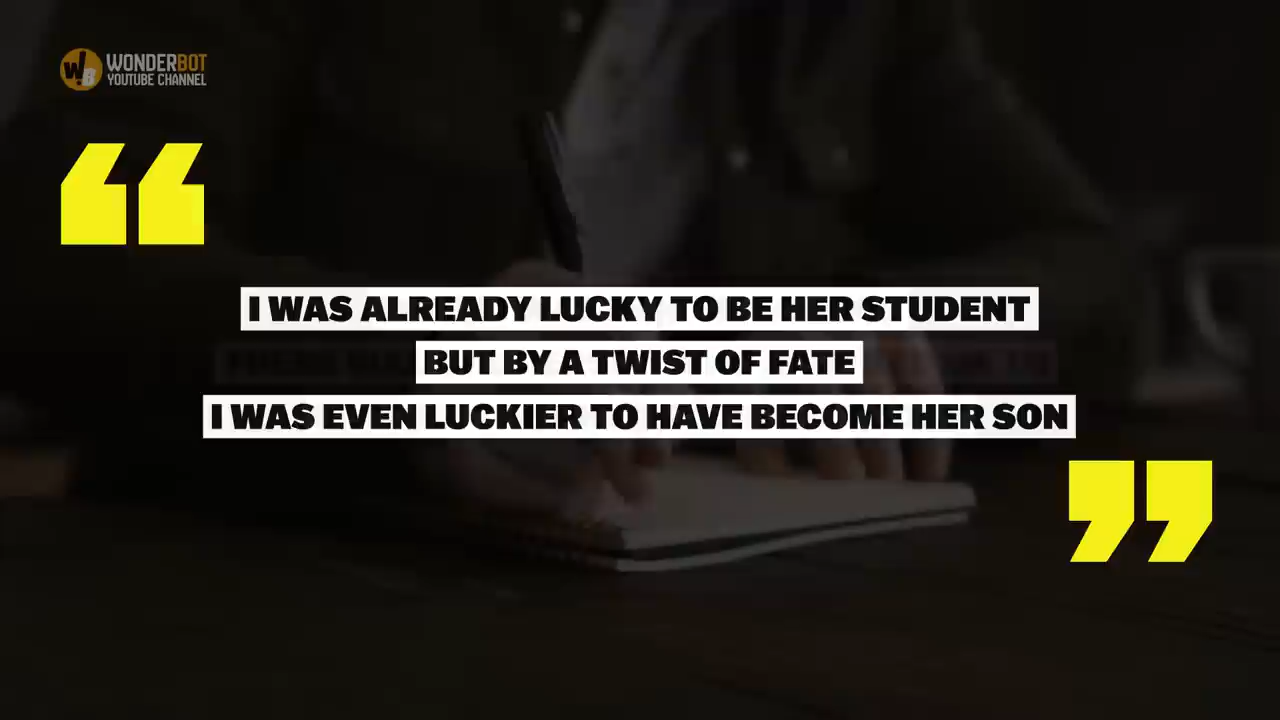 WONDERBOT
YOUTUBE CHANNEL
“
I WAS ALREADY LUCKY TO BE HER STUDENT
BUT BY A TWIST OF FATE
I WAS EVEN LUCKIER TO HAVE BECOME HER SON
”